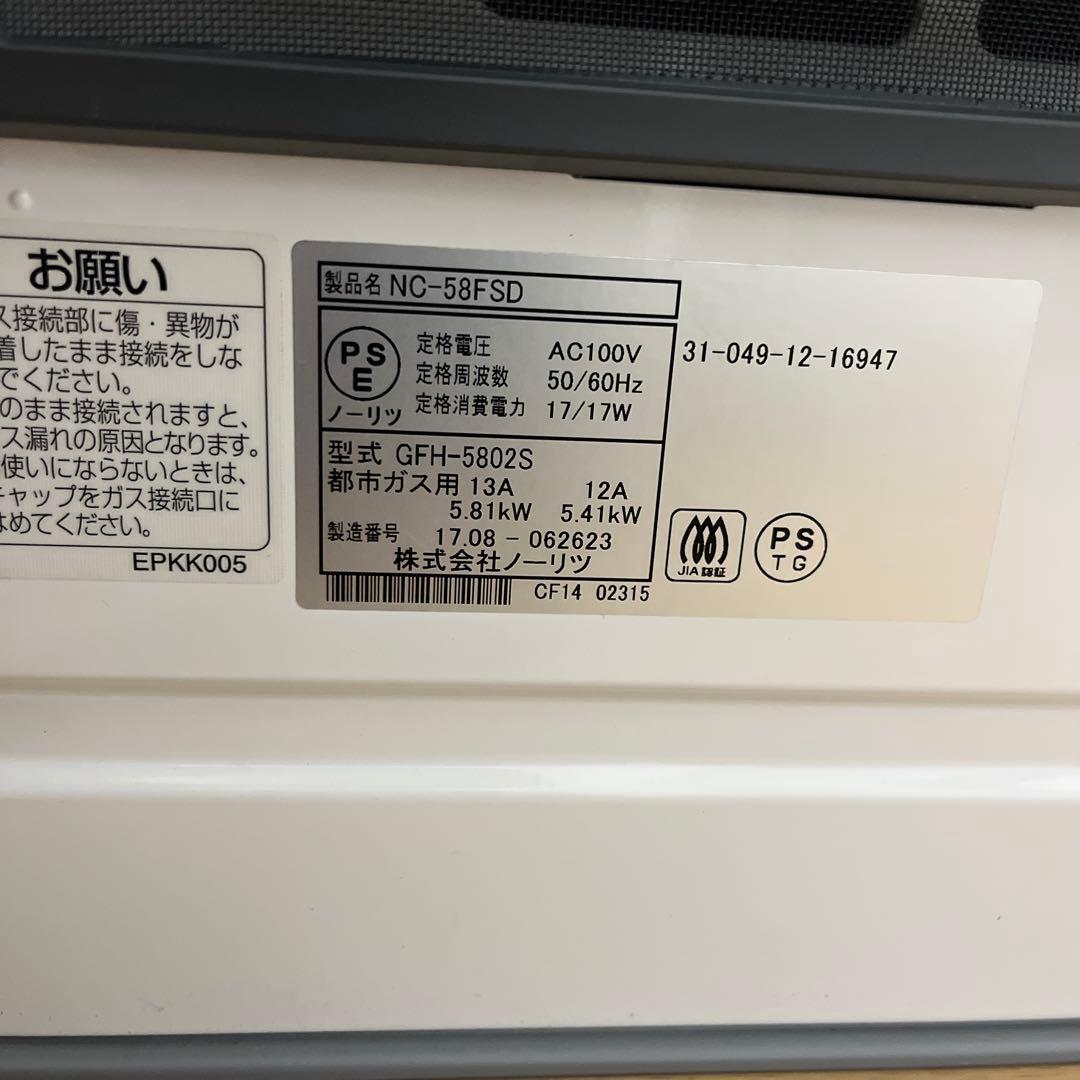 お願い
ス接続部に傷・異物が
着したまま接続をしな
でください。
のまま接続されますと、
ス漏れの原因となります。
使いにならないときは、
チャップをガス接続口に
はめてください。
EPKK005
製品名 NC-58FSD
PS
E
ノーリツ
定格電圧 AC100V
定格周波数 50/60Hz
定格消費電力 17/17W
31-049-12-16947
型式 GFH-5802S
都市ガス用 13A 12A
5.81kW 5.41kW
製造番号 17.08 - 062623
株式会社ノーリツ
CF14 02315
JIA 認証
PS
TG